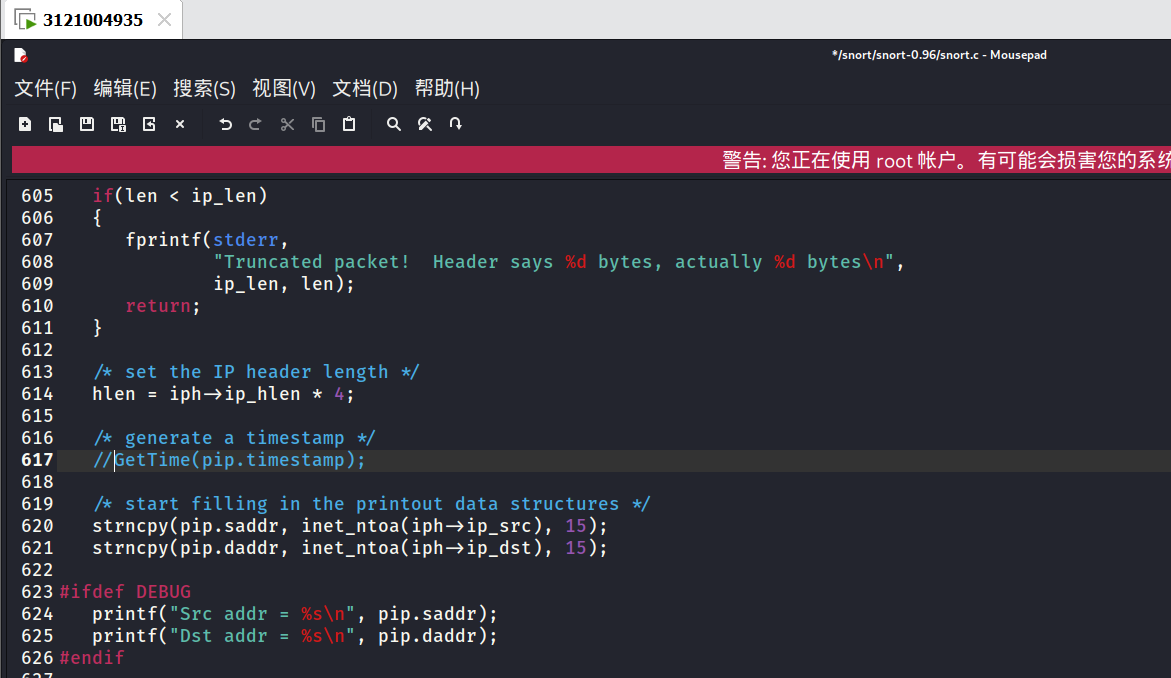 3121004935
*/snort/snort-0.96/snort.c - Mousepad
文件(F) 编辑(E) 搜索(S) 视图(V) 文档(D) 帮助(H)
警告: 您正在使用 root 帐户。有可能会损害您的系统
605 if(len < ip_len)
606 {
607 fprintf(stderr,
608 "Truncated packet!  Header says %d bytes, actually %d bytes\n",
609 ip_len, len);
610 return;
611 }
612
613 /* set the IP header length */
614 hlen = iph->ip_hlen * 4;
615
616 /* generate a timestamp */
617 //GetTime(pip.timestamp);
618
619 /* start filling in the printout data structures */
620 strncpy(pip.saddr, inet_ntoa(iph->ip_src), 15);
621 strncpy(pip.daddr, inet_ntoa(iph->ip_dst), 15);
622
623 #ifdef DEBUG
624 printf("Src addr = %s\n", pip.saddr);
625 printf("Dst addr = %s\n", pip.daddr);
626 #endif
627